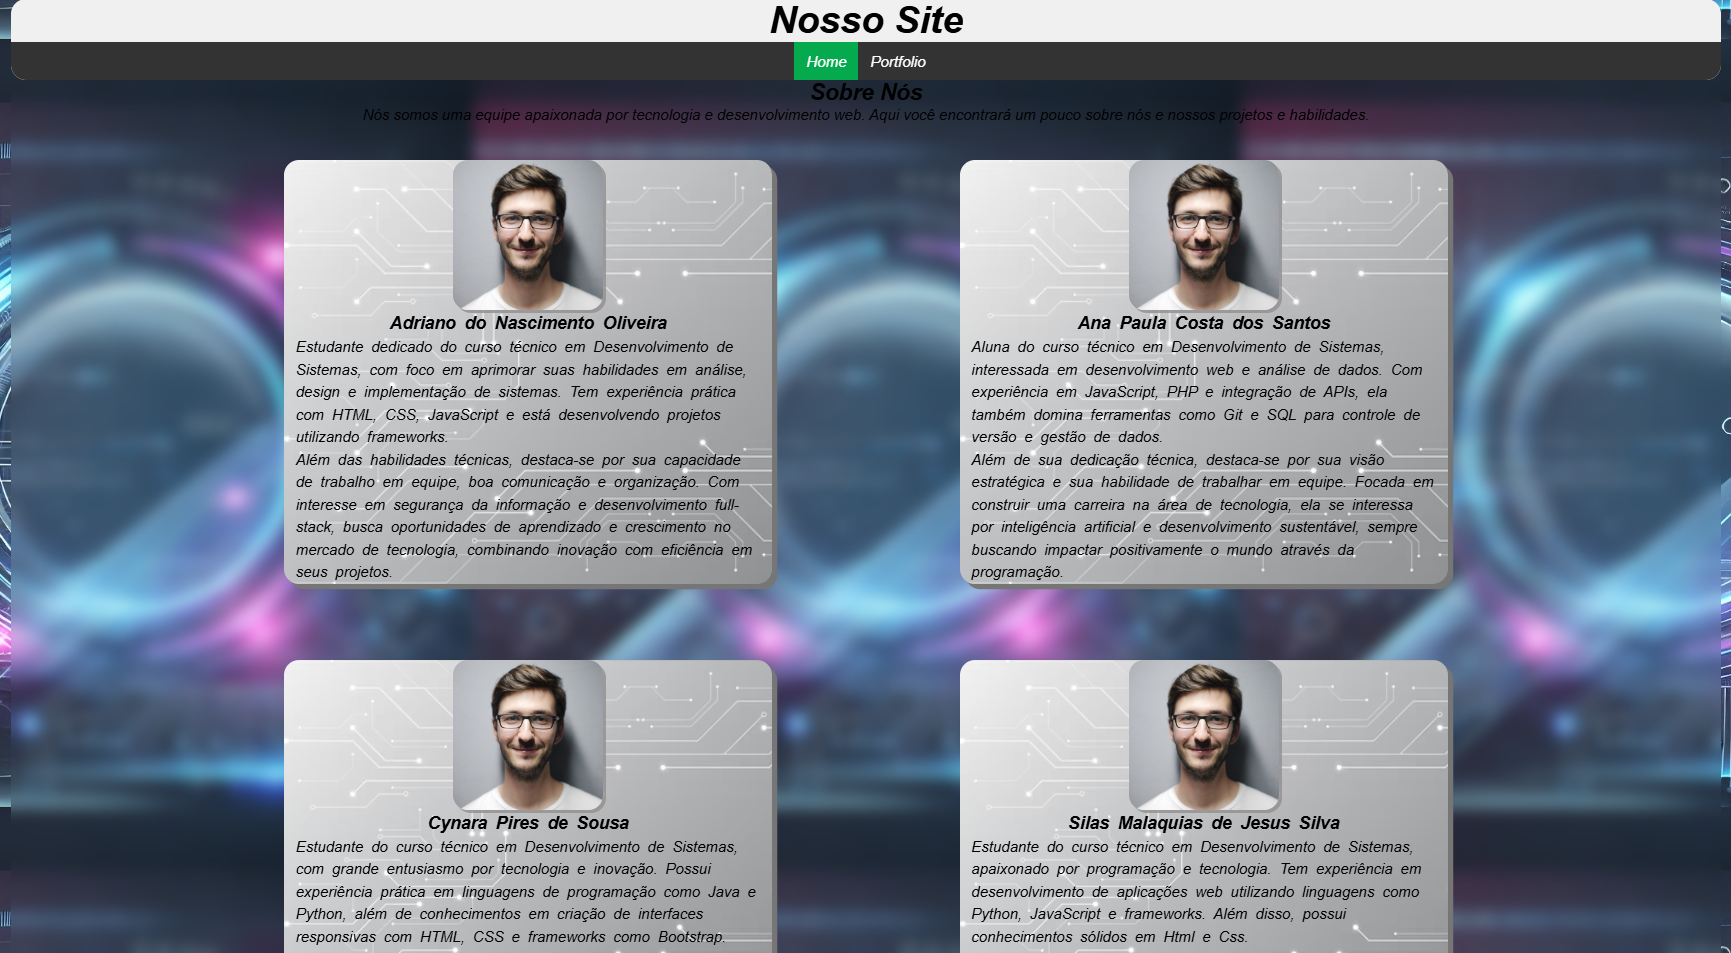 Nosso Site
Home Portfolio
Sobre Nós
Nós somos uma equipe apaixonada por tecnologia e desenvolvimento web. Aqui você encontrará um pouco sobre nós e nossos projetos e habilidades.
Adriano do Nascimento Oliveira
Estudante dedicado do curso técnico em Desenvolvimento de
Sistemas, com foco em aprimorar suas habilidades em análise,
design e implementação de sistemas. Tem experiência prática
com HTML, CSS, JavaScript e está desenvolvendo projetos
utilizando frameworks.
Além das habilidades técnicas, destaca-se por sua capacidade
de trabalho em equipe, boa comunicação e organização. Com
interesse em segurança da informação e desenvolvimento full-
stack, busca oportunidades de aprendizado e crescimento no
mercado de tecnologia, combinando inovação com eficiência em
seus projetos.
Ana Paula Costa dos Santos
Aluna do curso técnico em Desenvolvimento de Sistemas,
interessada em desenvolvimento web e análise de dados. Com
experiência em JavaScript, PHP e integração de APIs, ela
também domina ferramentas como Git e SQL para controle de
versão e gestão de dados.
Além de sua dedicação técnica, destaca-se por sua visão
estratégica e sua habilidade de trabalhar em equipe. Focada em
construir uma carreira na área de tecnologia, ela se interessa
por inteligência artificial e desenvolvimento sustentável, sempre
buscando impactar positivamente o mundo através da
programação.
Cynara Pires de Sousa
Estudante do curso técnico em Desenvolvimento de Sistemas,
com grande entusiasmo por tecnologia e inovação. Possui
experiência prática em linguagens de programação como Java e
Python, além de conhecimentos em criação de interfaces
responsivas com HTML, CSS e frameworks como Bootstrap.
Silas Malaquias de Jesus Silva
Estudante do curso técnico em Desenvolvimento de Sistemas,
apaixonado por programação e tecnologia. Tem experiência em
desenvolvimento de aplicações web utilizando linguagens como
Python, JavaScript e frameworks. Além disso, possui
conhecimentos sólidos em Html e Css.